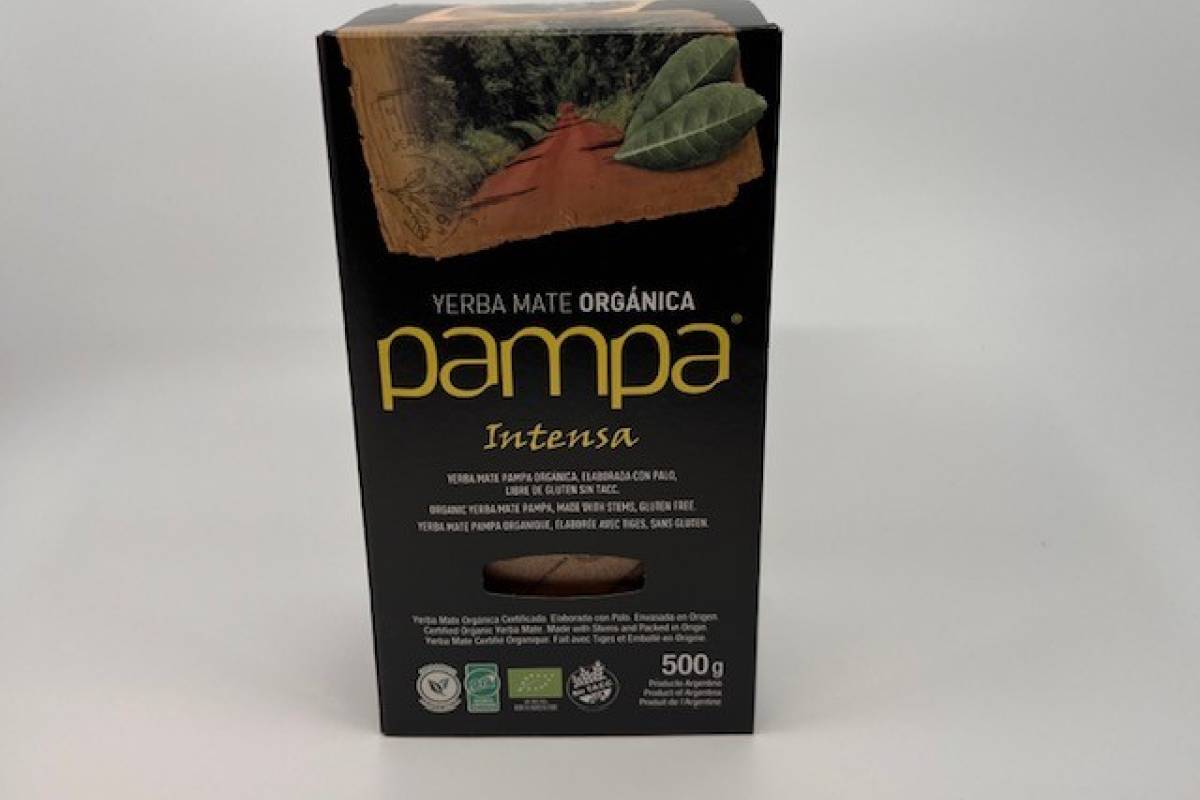 YERBA MATE ORGÁNICA
pampa®
Intensa
YERBA MATE PAMPA ORGÁNICA, ELABORADA CON PALO,
LIBRE DE GLUTEN SIN TACC.
ORGANIC YERBA MATE PAMPA, MADE WITH STEMS, GLUTEN FREE.
YERBA MATE PAMPA ORGANIQUE, ÉLABORÉE AVEC TIGES, SANS GLUTEN.
Yerba Mate Orgánica Certificada. Elaborada con Palo. Envasada en Origen.
Certified Organic Yerba Mate. Made with Stems and Packed in Origin.
Yerba Mate Certifié Organique. Fait avec Tiges et Emballé en Origine.
500g
Producto Argentino
Product of Argentina
Produit de l'Argentine
Sin T.A.C.C.